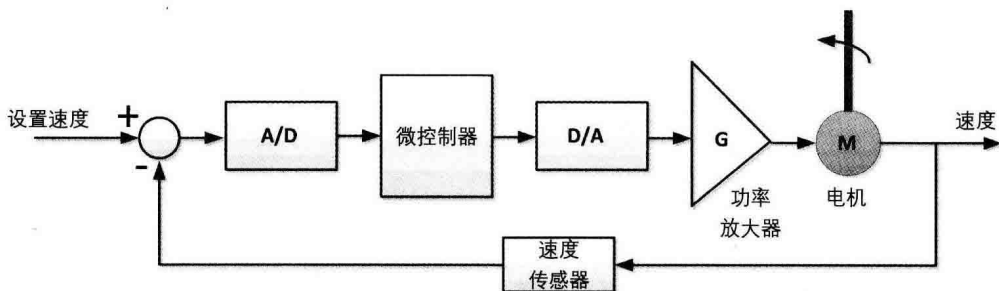 设置速度
+
-
A/D
微控制器
D/A
G
功率
放大器
M
电机
速度
速度
传感器